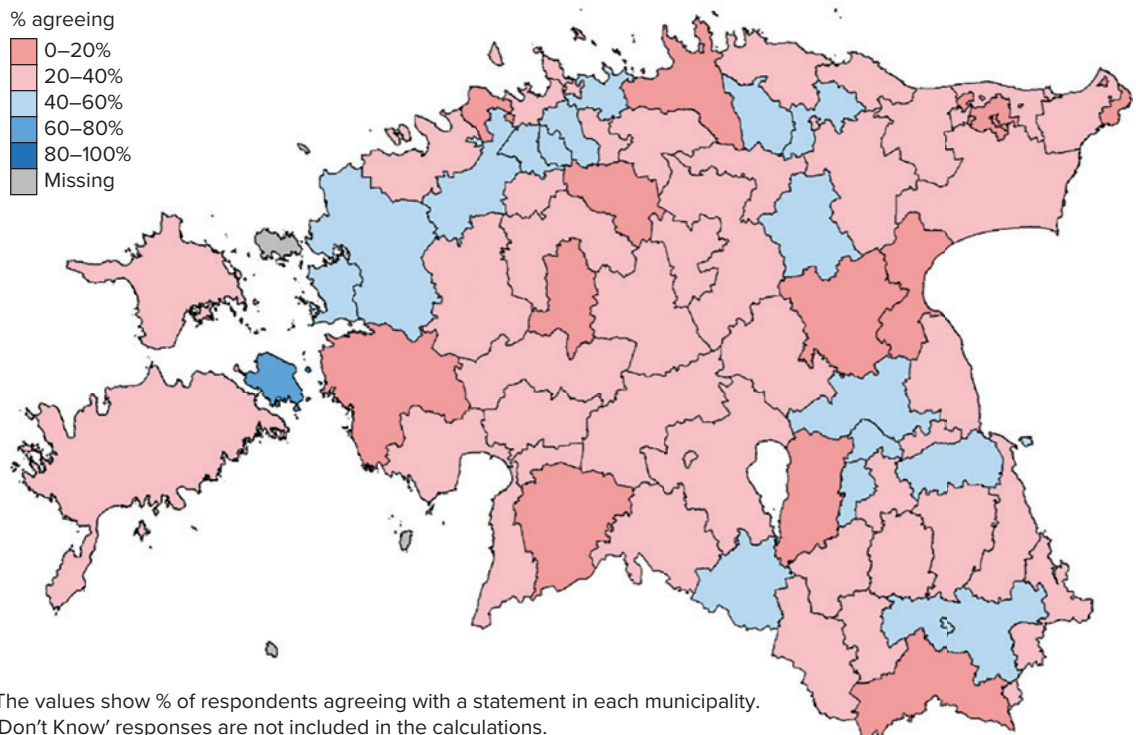 % agreeing
0–20%
20–40%
40–60%
60–80%
80–100%
Missing
The values show % of respondents agreeing with a statement in each municipality.
'Don't Know' responses are not included in the calculations.